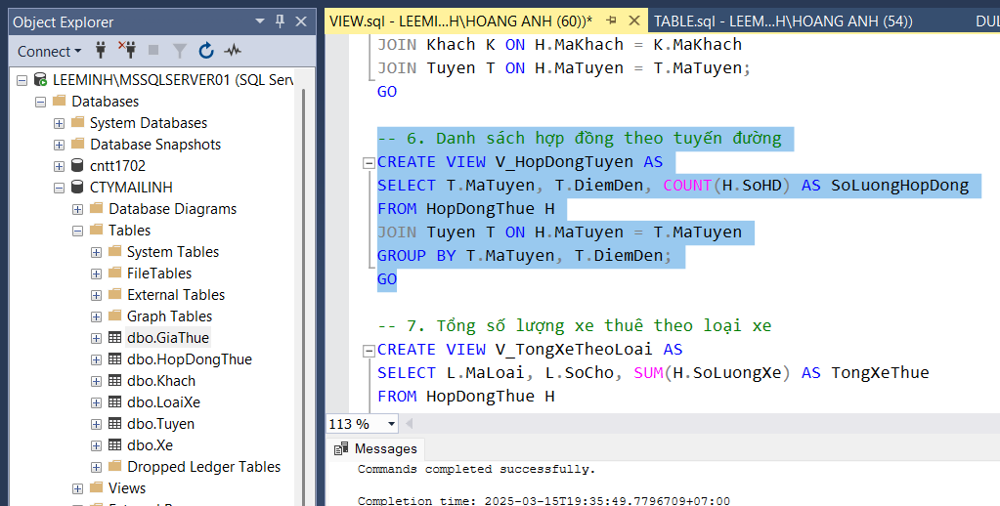 Object Explorer
Connect
LEEMINH\MSSQLSERVER01 (SQL Serv
Databases
System Databases
Database Snapshots
cntt1702
CTYMAILINH
Database Diagrams
Tables
System Tables
FileTables
External Tables
Graph Tables
dbo.GiaThue
dbo.HopDongThue
dbo.Khach
dbo.LoaiXe
dbo.Tuyen
dbo.Xe
Dropped Ledger Tables
Views
VIEW.sql - LEEMI...H\HOANG ANH (60))*
TABLE.sql - LEEM...H\HOANG ANH (54))
DUL
JOIN Khach K ON H.MaKhach = K.MaKhach
JOIN Tuyen T ON H.MaTuyen = T.MaTuyen;
GO
-- 6. Danh sách hợp đồng theo tuyến đường
CREATE VIEW V_HopDongTuyen AS
SELECT T.MaTuyen, T.DiemDen, COUNT(H.SoHD) AS SoLuongHopDong
FROM HopDongThue H
JOIN Tuyen T ON H.MaTuyen = T.MaTuyen
GROUP BY T.MaTuyen, T.DiemDen;
GO
-- 7. Tổng số lượng xe thuê theo loại xe
CREATE VIEW V_TongXeTheoLoai AS
SELECT L.MaLoai, L.SoCho, SUM(H.SoLuongXe) AS TongXeThue
FROM HopDongThue H
113 %
Messages
Commands completed successfully.
Completion time: 2025-03-15T19:35:49.7796709+07:00